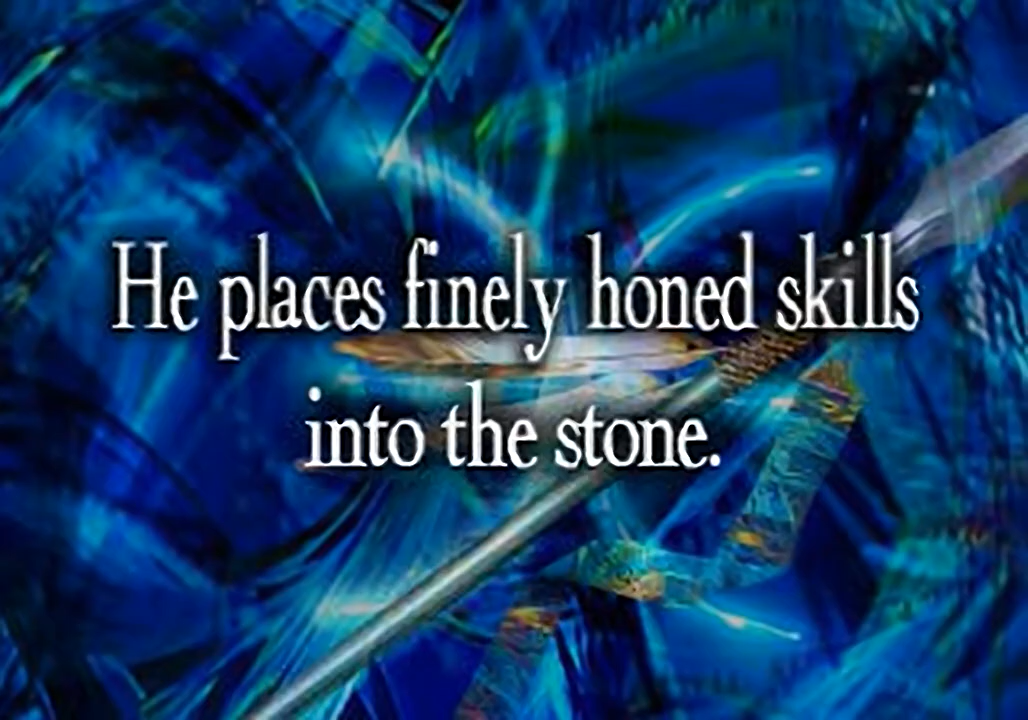 He places finely honed skills
into the stone.